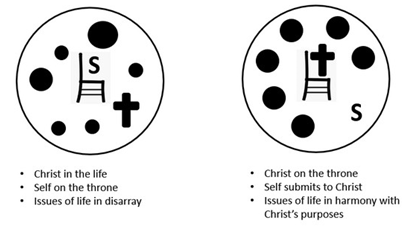 S
• Christ in the life
• Self on the throne
• Issues of life in disarray
S
• Christ on the throne
• Self submits to Christ
• Issues of life in harmony with
Christ's purposes